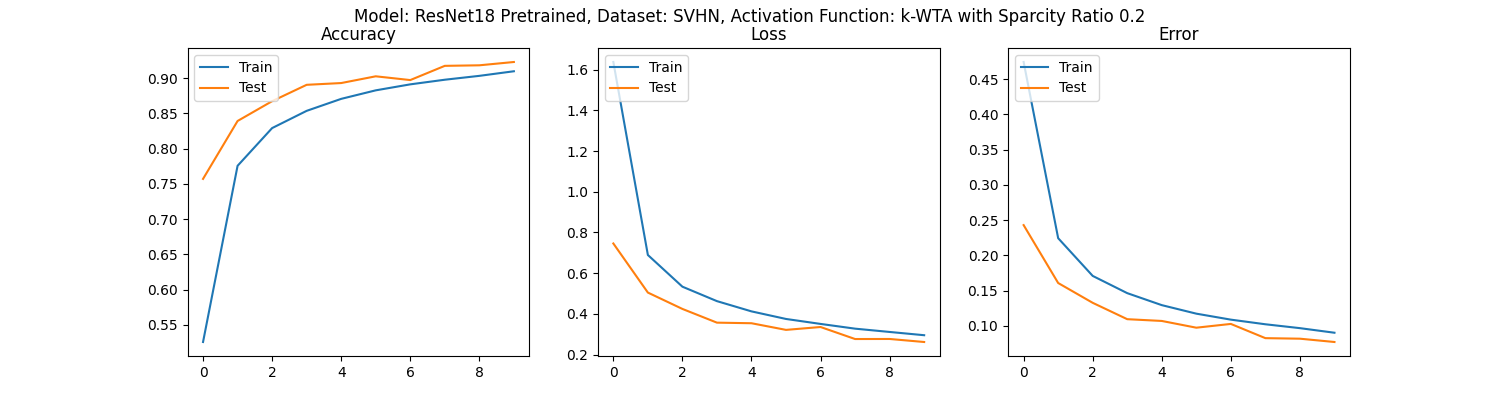 Model: ResNet18 Pretrained, Dataset: SVHN, Activation Function: k-WTA with Sparcity Ratio 0.2
Accuracy
Train
Test
0.90
0.85
0.80
0.75
0.70
0.65
0.60
0.55
0 2 4 6 8
Loss
Train
Test
1.6
1.4
1.2
1.0
0.8
0.6
0.4
0.2
0 2 4 6 8
Error
Train
Test
0.45
0.40
0.35
0.30
0.25
0.20
0.15
0.10
0 2 4 6 8